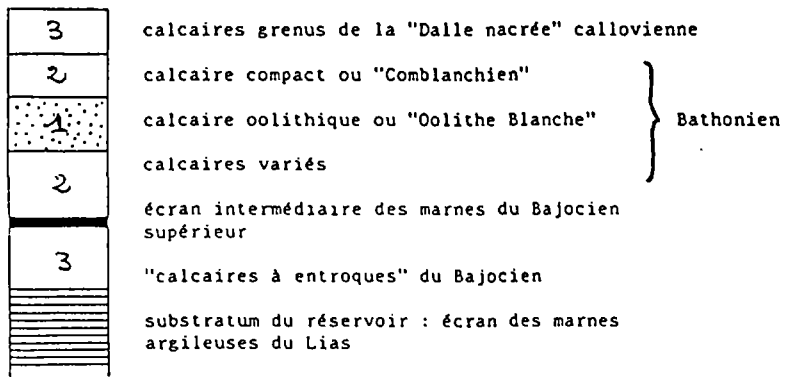 3 calcaires grenus de la "Dalle nacrée" callovienne
2 calcaire compact ou "Comblanchien"
1 calcaire oolithique ou "Oolithe Blanche" Bathonien
calcaires variés
2
écran intermédiaire des marnes du Bajocien
supérieur
3
"calcaires à entroques" du Bajocien
substratum du réservoir : écran des marnes
argileuses du Lias